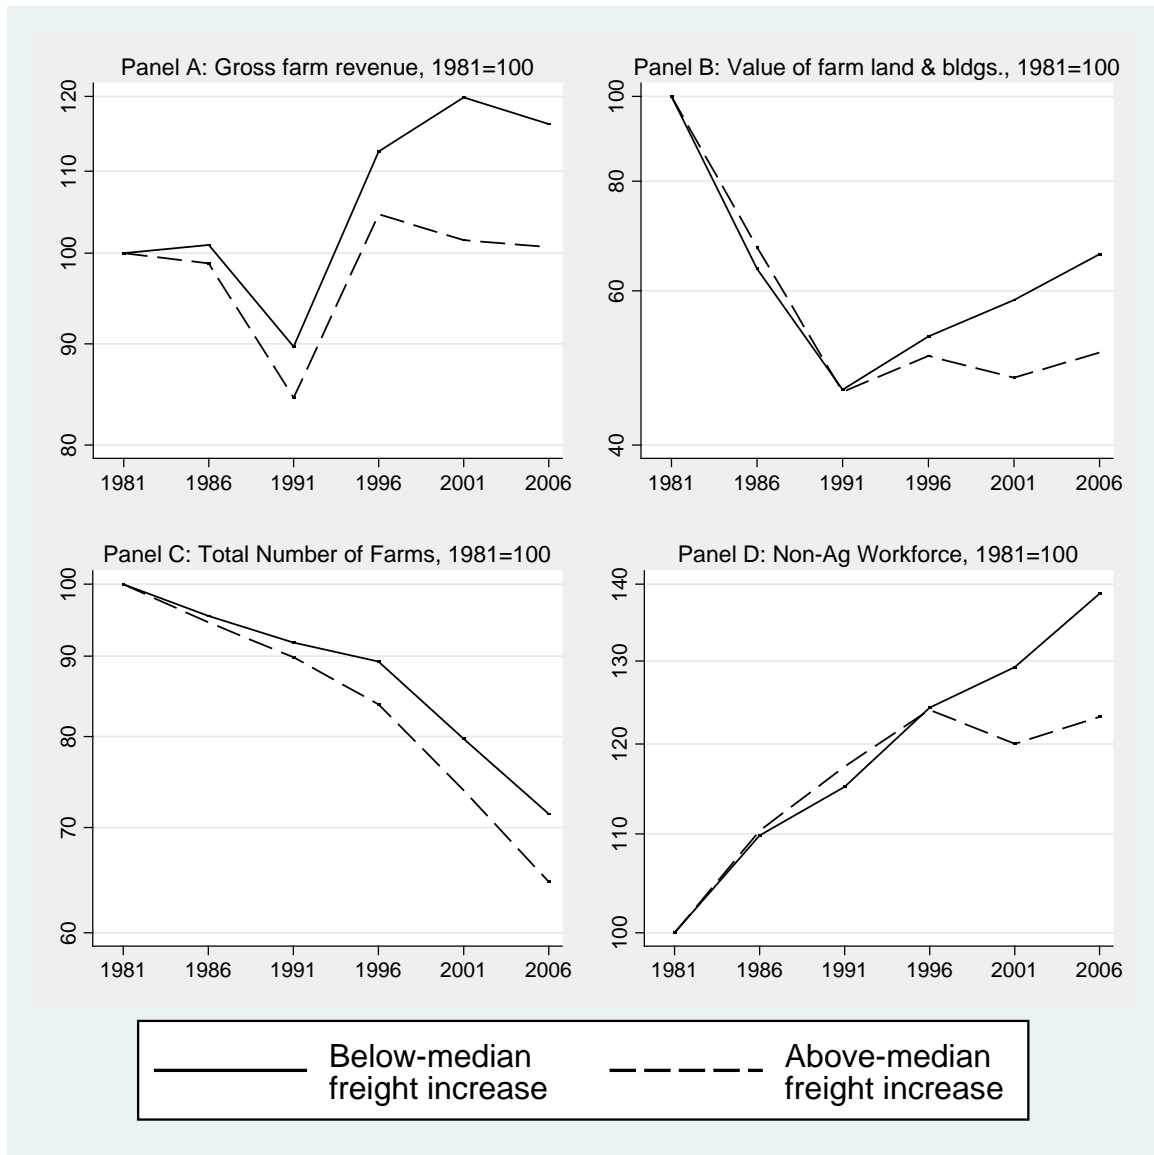 Panel A: Gross farm revenue, 1981=100
120
110
100
90
80
1981 1986 1991 1996 2001 2006
Panel B: Value of farm land & bldgs., 1981=100
100
80
60
40
1981 1986 1991 1996 2001 2006
Panel C: Total Number of Farms, 1981=100
100
90
80
70
60
1981 1986 1991 1996 2001 2006
Panel D: Non-Ag Workforce, 1981=100
140
130
120
110
100
1981 1986 1991 1996 2001 2006
Below-median
freight increase
Above-median
freight increase